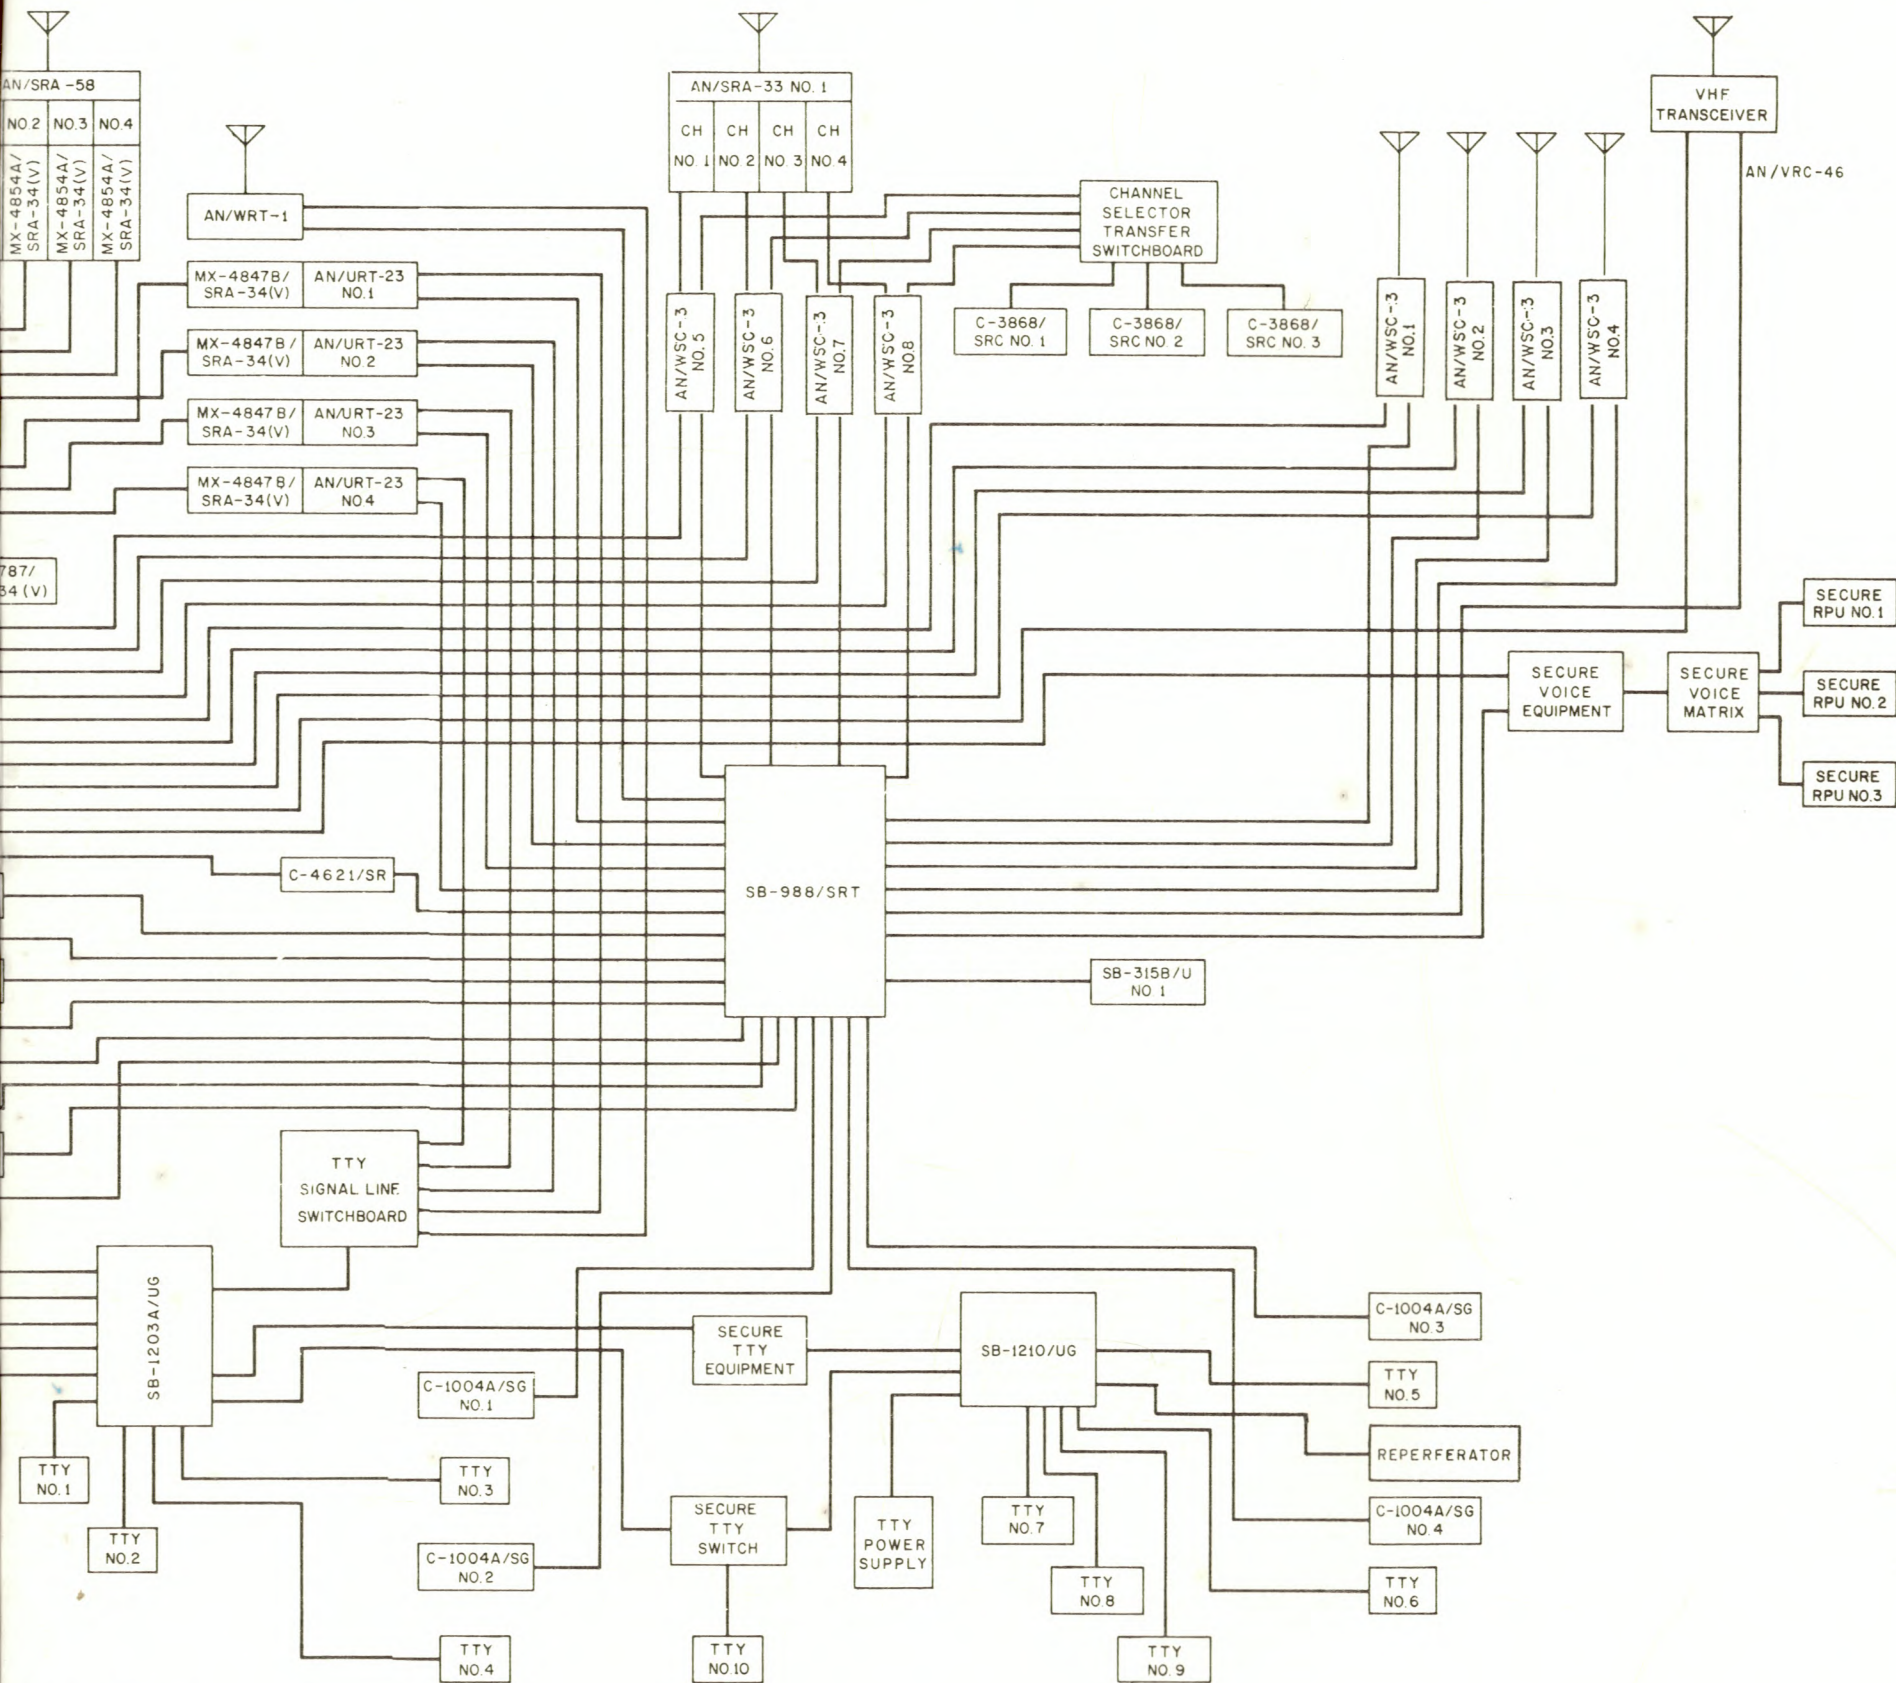 AN/SRA-58
NO.2 NO.3 NO.4
MX-4854A/
SRA-34(V)
MX-4854A/
SRA-34(V)
MX-4854A/
SRA-34(V)
AN/WRT-1
MX-4847B/
SRA-34(V)
AN/URT-23
NO.1
MX-4847B/
SRA-34(V)
AN/URT-23
NO.2
MX-4847B/
SRA-34(V)
AN/URT-23
NO.3
MX-4847B/
SRA-34(V)
AN/URT-23
NO.4
787/
34 (V)
AN/SRA-33 NO. 1
CH
NO. 1
CH
NO. 2
CH
NO. 3
CH
NO. 4
AN/WSC-3
NO.5
AN/WSC-3
NO.6
AN/WSC-3
NO.7
AN/WSC-3
NO.8
CHANNEL
SELECTOR
TRANSFER
SWITCHBOARD
C-3868/
SRC NO. 1
C-3868/
SRC NO. 2
C-3868/
SRC NO. 3
AN/WSC-3
NO.1
AN/WSC-3
NO.2
AN/WSC-3
NO.3
AN/WSC-3
NO.4
VHF
TRANSCEIVER
AN/VRC-46
SECURE
RPU NO.1
SECURE
VOICE
EQUIPMENT
SECURE
VOICE
MATRIX
SECURE
RPU NO.2
SECURE
RPU NO.3
C-4621/SR
SB-988/SRT
SB-315B/U
NO. 1
TTY
SIGNAL LINE
SWITCHBOARD
SB-1203A/UG
SECURE
TTY
EQUIPMENT
SB-1210/UG
C-1004A/SG
NO.3
C-1004A/SG
NO.1
TTY
NO.5
REPERFERATOR
TTY
NO.1
TTY
NO.3
SECURE
TTY
SWITCH
TTY
POWER
SUPPLY
TTY
NO.7
C-1004A/SG
NO.4
TTY
NO.2
C-1004A/SG
NO.2
TTY
NO.8
TTY
NO.6
TTY
NO.4
TTY
NO.10
TTY
NO.9